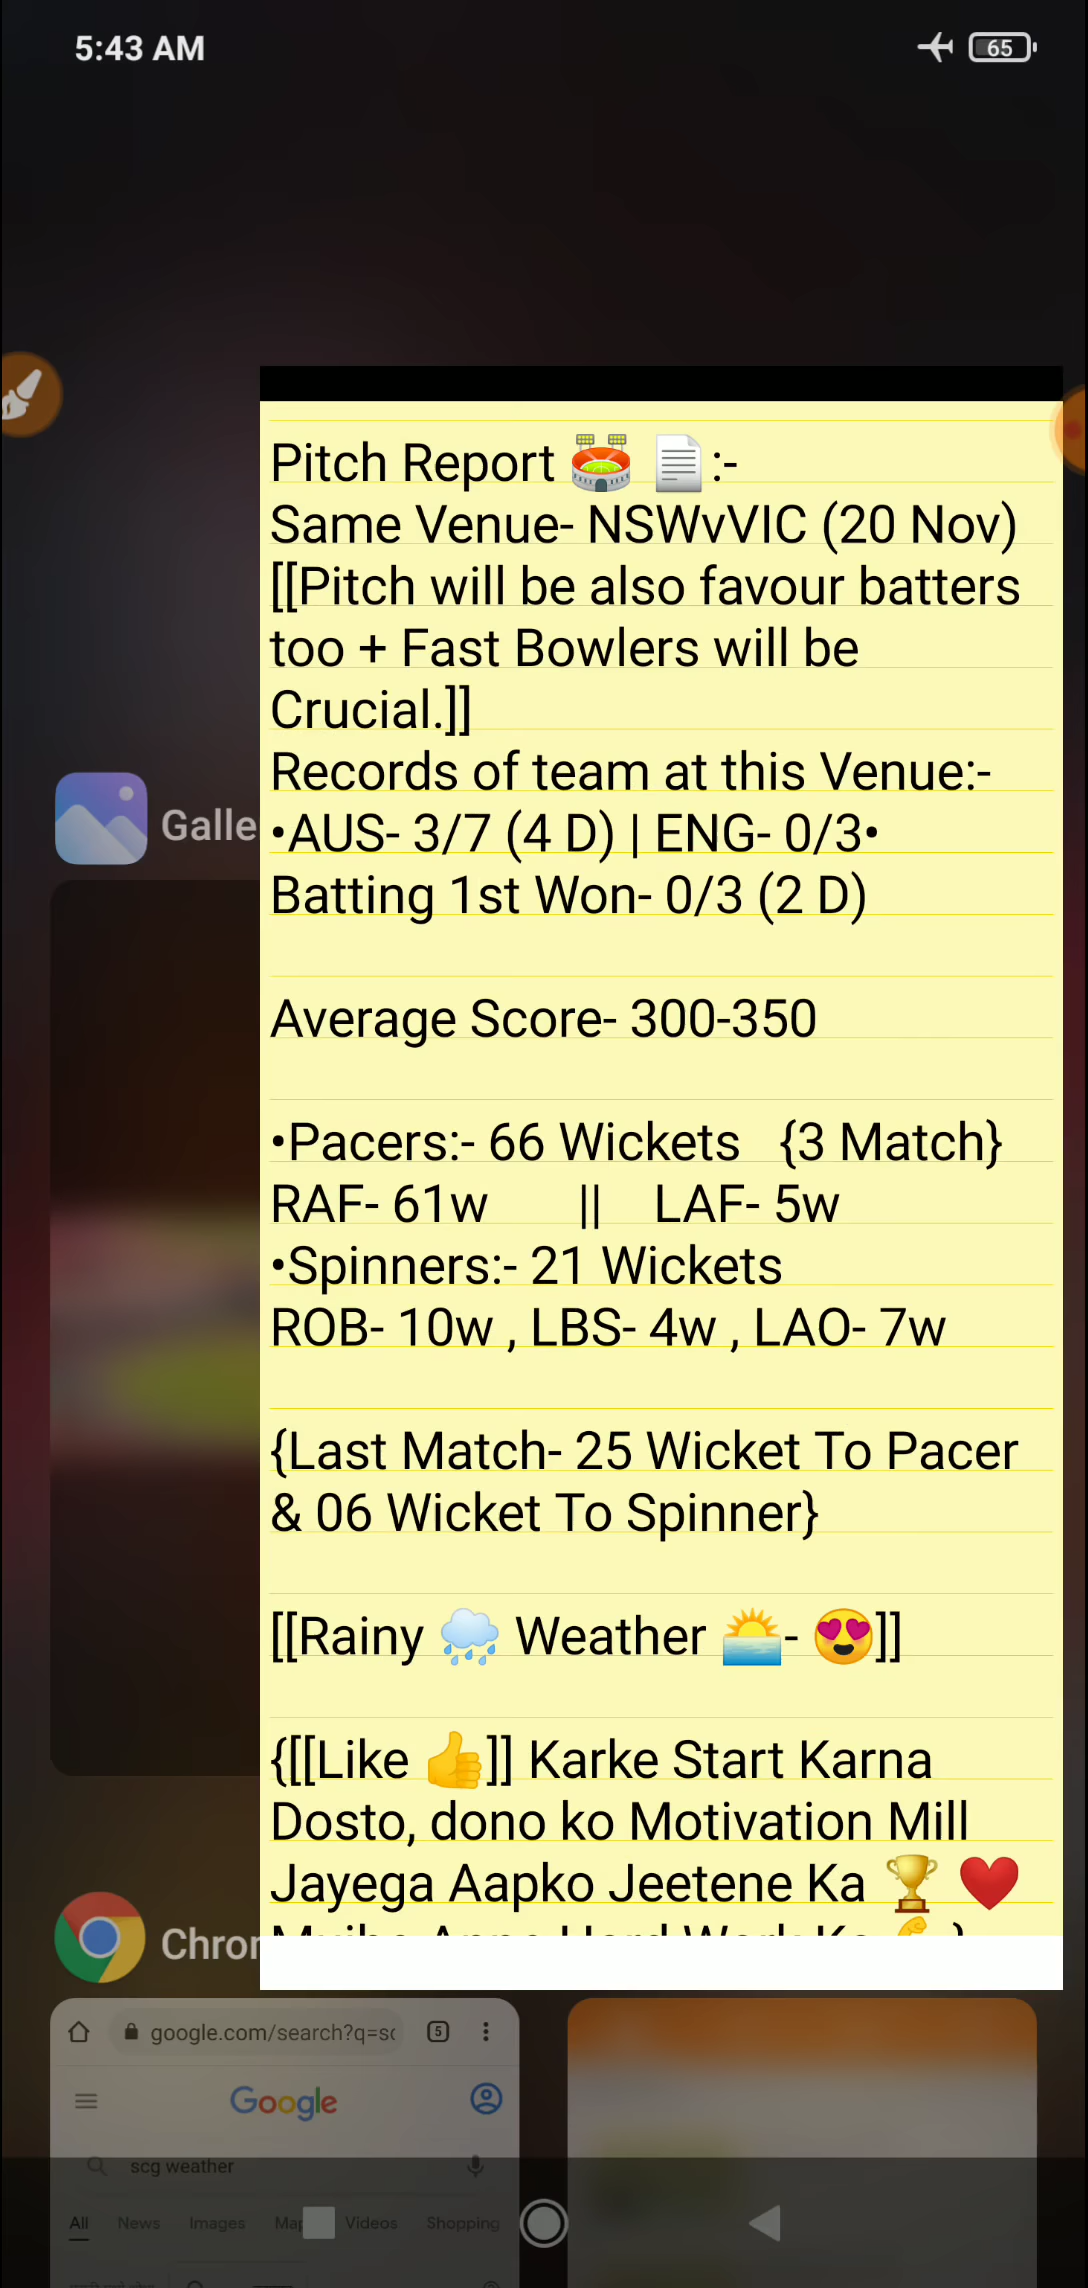 5:43 AM
65
Pitch Report 🏟️ 📄 :-
Same Venue- NSWvVIC (20 Nov)
[[Pitch will be also favour batters
too + Fast Bowlers will be
Crucial.]]
Records of team at this Venue:-
•AUS- 3/7 (4 D) | ENG- 0/3•
Batting 1st Won- 0/3 (2 D)
Average Score- 300-350
•Pacers:- 66 Wickets {3 Match}
RAF- 61w || LAF- 5w
•Spinners:- 21 Wickets
ROB- 10w , LBS- 4w , LAO- 7w
{Last Match- 25 Wicket To Pacer
& 06 Wicket To Spinner}
[[Rainy 🌧️ Weather 🌅- 😍]]
{[[Like 👍]] Karke Start Karna
Dosto, dono ko Motivation Mill
Jayega Aapko Jeetene Ka 🏆 ❤️
Galle
Chror
google.com/search?q=sc
5
Google
scg weather
All News Images Map Videos Shopping